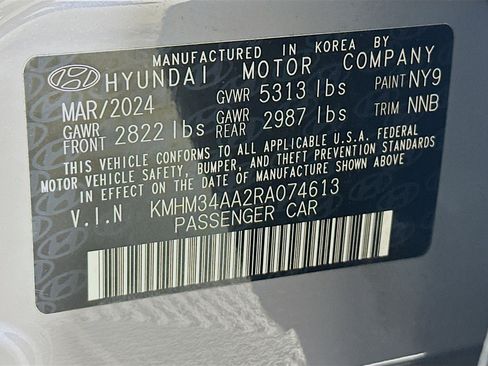 MANUFACTURED IN KOREA BY
HYUNDAI MOTOR COMPANY
MAR/2024 GVWR 5313 lbs PAINT NY9
GAWR FRONT 2822 lbs GAWR REAR 2987 lbs TRIM NNB
THIS VEHICLE CONFORMS TO ALL APPLICABLE U.S.A. FEDERAL
MOTOR VEHICLE SAFETY, BUMPER, AND THEFT PREVENTION STANDARDS
IN EFFECT ON THE DATE OF MANUFACTURE SHOWN ABOVE.
V.I.N KMHM34AA2RA074613
PASSENGER CAR